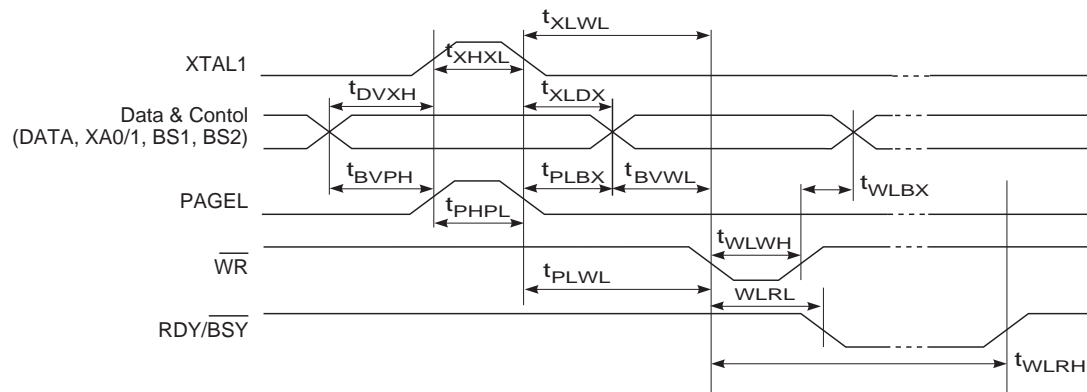 tXLWL
XTAL1
tXHXL
tDVXH
tXLDX
Data & Contol
(DATA, XA0/1, BS1, BS2)
tBVPH
tPLBX
tBVWL
tWLBX
PAGEL
tPHPL
WR
tWLWH
tPLWL
WLRL
RDY/BSY
tWLRH